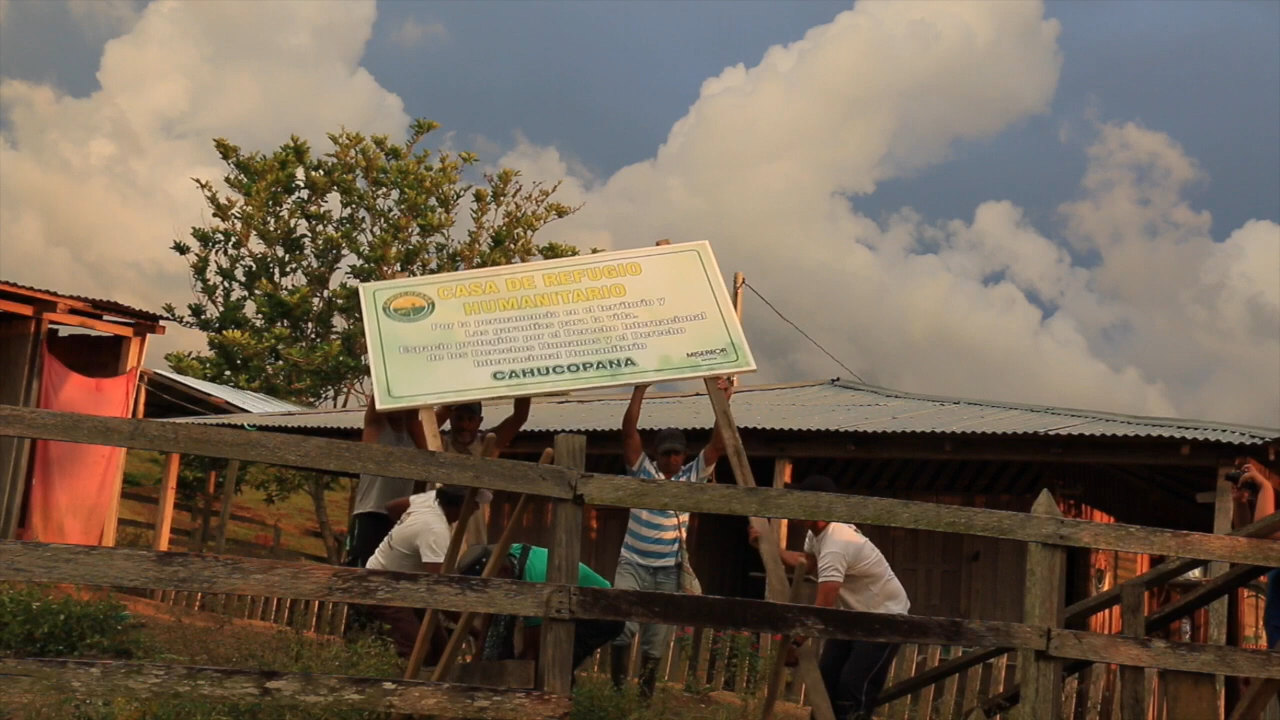 CASA DE REFUGIO
HUMANITARIO
Por la permanencia en el territorio y
Las garantías para la vida.
Espacio protegido por el Derecho Internacional
de los Derechos Humanos y el Derecho
Internacional Humanitario
CAHUCOPANA
MISEREOR